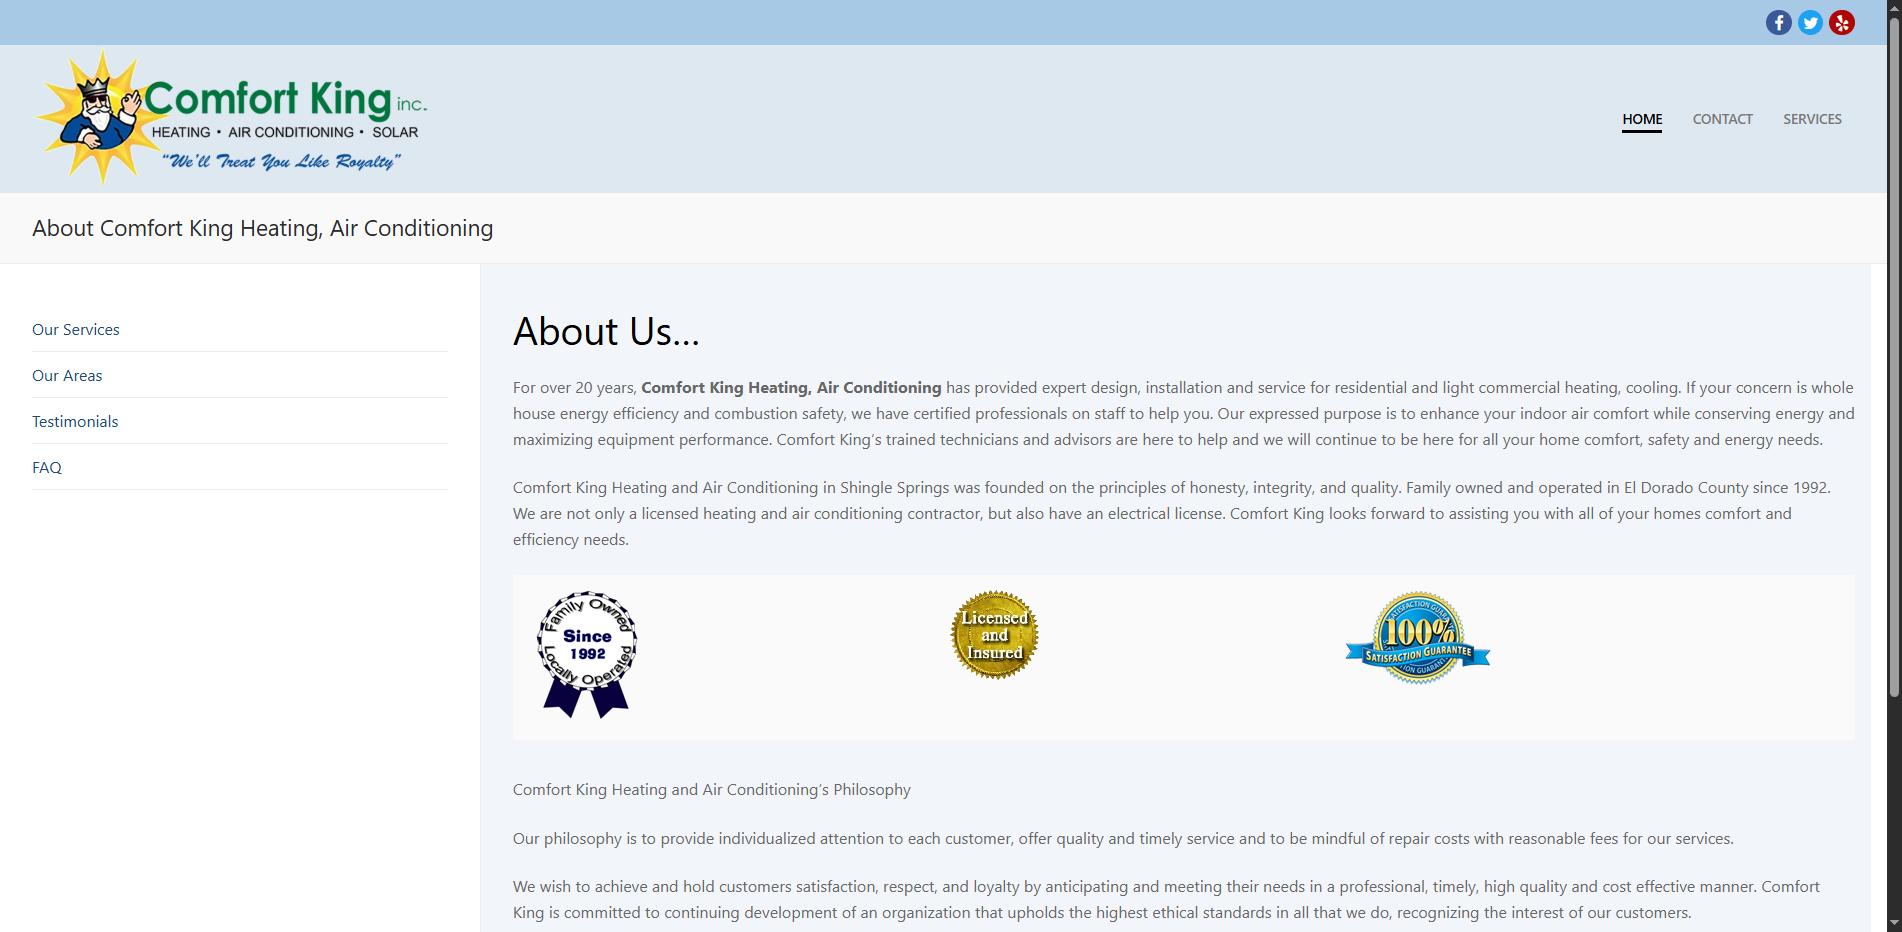 Comfort King inc.
HEATING • AIR CONDITIONING • SOLAR
"We'll Treat You Like Royalty"
HOME CONTACT SERVICES
About Comfort King Heating, Air Conditioning
Our Services
Our Areas
Testimonials
FAQ
About Us…
For over 20 years, Comfort King Heating, Air Conditioning has provided expert design, installation and service for residential and light commercial heating, cooling. If your concern is whole
house energy efficiency and combustion safety, we have certified professionals on staff to help you. Our expressed purpose is to enhance your indoor air comfort while conserving energy and
maximizing equipment performance. Comfort King’s trained technicians and advisors are here to help and we will continue to be here for all your home comfort, safety and energy needs.
Comfort King Heating and Air Conditioning in Shingle Springs was founded on the principles of honesty, integrity, and quality. Family owned and operated in El Dorado County since 1992.
We are not only a licensed heating and air conditioning contractor, but also have an electrical license. Comfort King looks forward to assisting you with all of your homes comfort and
efficiency needs.
Family Owned
Since
1992
Locally Operated
Licensed
and
Insured
SATISFACTION GUARA
100%
SATISFACTION GUARANTEE
ION GUARAN
Comfort King Heating and Air Conditioning’s Philosophy
Our philosophy is to provide individualized attention to each customer, offer quality and timely service and to be mindful of repair costs with reasonable fees for our services.
We wish to achieve and hold customers satisfaction, respect, and loyalty by anticipating and meeting their needs in a professional, timely, high quality and cost effective manner. Comfort
King is committed to continuing development of an organization that upholds the highest ethical standards in all that we do, recognizing the interest of our customers.